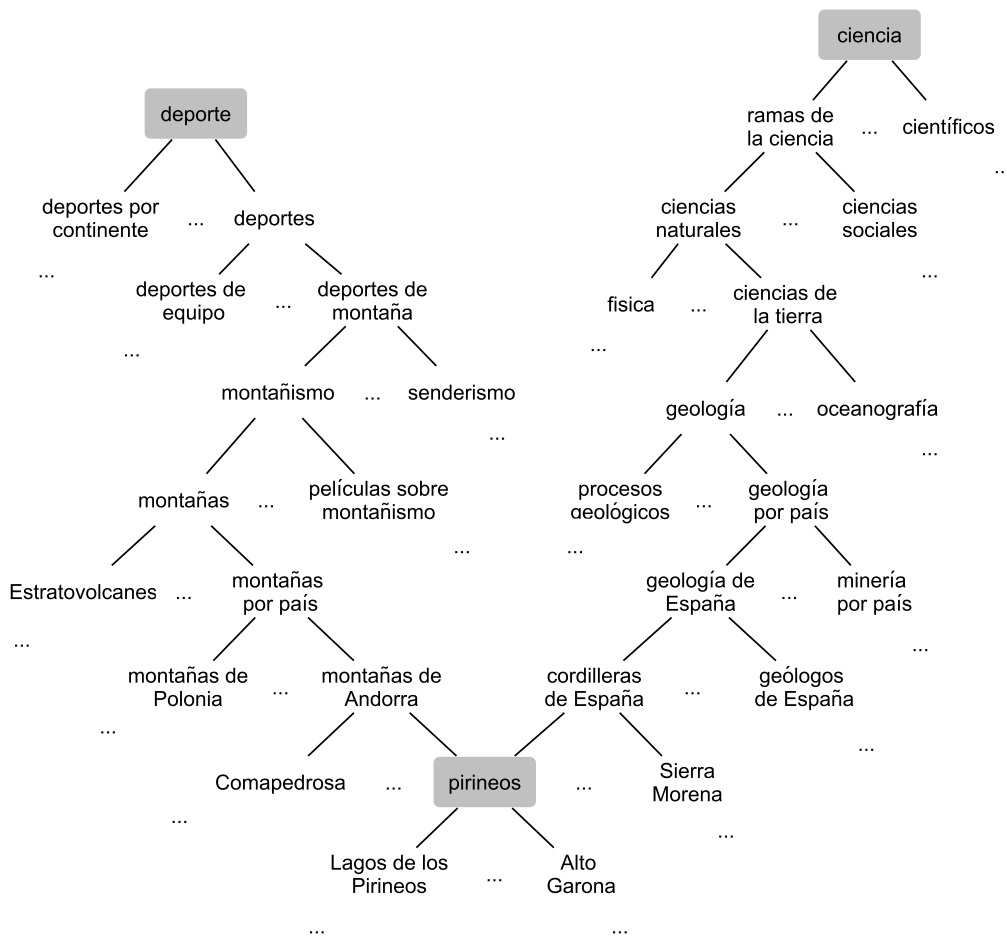 ciencia
deporte
ramas de
la ciencia
...
científicos
...
deportes por
continente
...
deportes
ciencias
naturales
...
ciencias
sociales
...
...
deportes de
equipo
...
deportes de
montaña
fisica
...
ciencias de
la tierra
...
...
montañismo
...
senderismo
geología
...
oceanografía
...
...
montañas
...
películas sobre
montañismo
procesos
geológicos
...
geología
por país
...
...
Estratovolcanes
...
montañas
por país
geología de
España
...
minería
por país
...
...
montañas de
Polonia
...
montañas de
Andorra
cordilleras
de España
...
geólogos
de España
...
...
Comapedrosa
...
pirineos
...
Sierra
Morena
...
...
Lagos de los
Pirineos
...
Alto
Garona
...
...